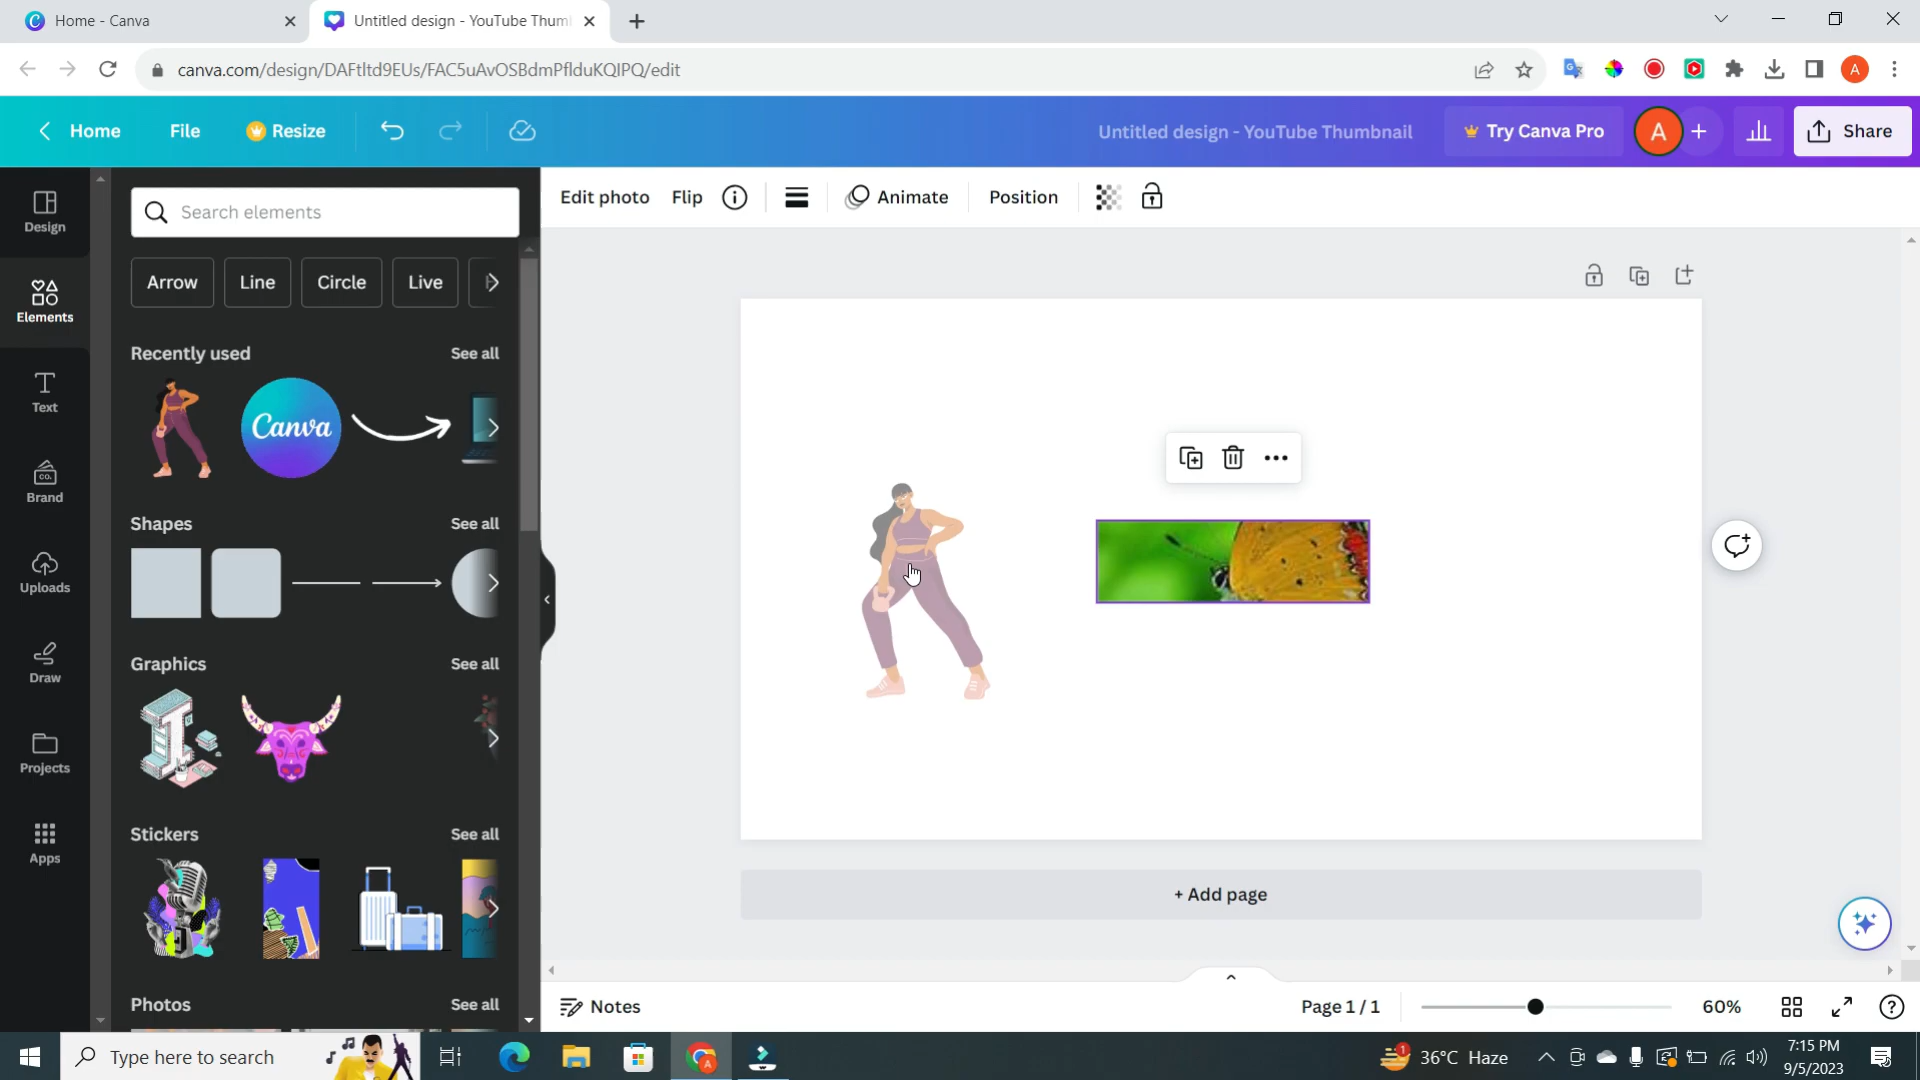 Home - Canva
Untitled design - YouTube Thum
canva.com/design/DAFtltd9EUs/FAC5uAvOSBdmPflduKQIPQ/edit
A
Home
File
Resize
Untitled design - YouTube Thumbnail
Try Canva Pro
A
Share
Design
Elements
Text
Brand
CO.
Uploads
Draw
Projects
Apps
Search elements
Arrow
Line
Circle
Live
Recently used
See all
Canva
Shapes
See all
Graphics
See all
Stickers
See all
Photos
See all
Edit photo
Flip
Animate
Position
+ Add page
Notes
Page 1 / 1
60%
Type here to search
1
36°C Haze
7:15 PM
9/5/2023